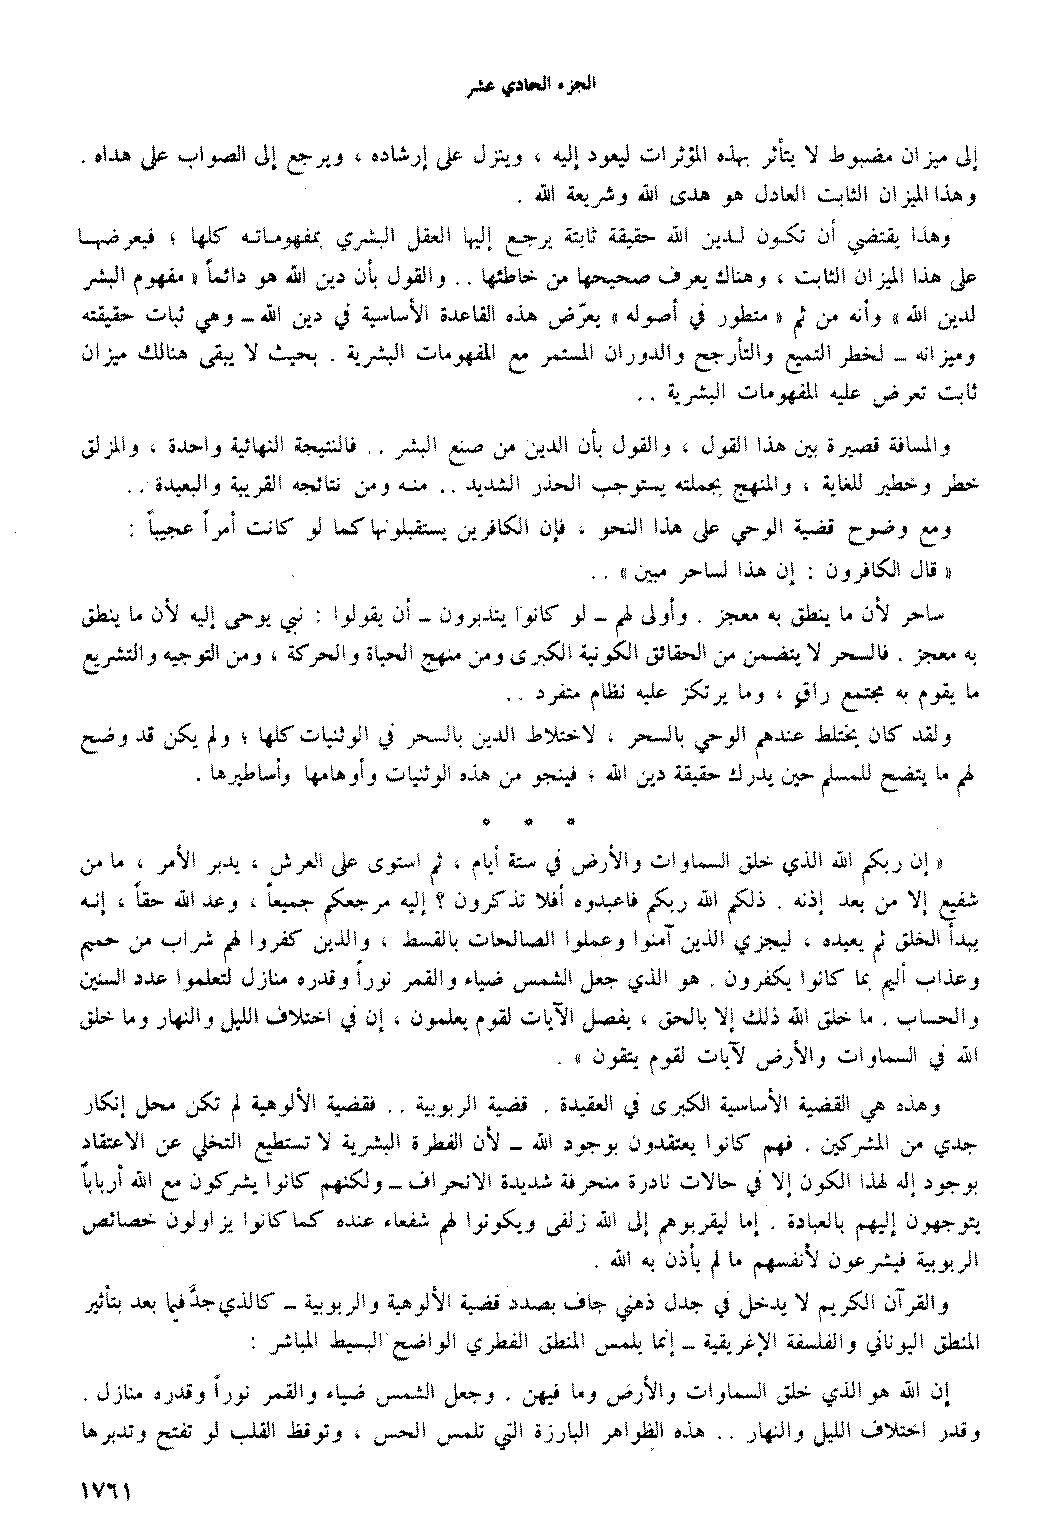 الجزء الحادي عشر
إلى ميزان مضبوط لا يتأثر بهذه المؤثرات ليعود إليه ، وينزل على إرشاده ، ويرجع إلى الصواب على هداه .
وهذا الميزان الثابت العادل هو هدى الله وشريعة الله .
وهذا يقتضي أن تكون لدين الله حقيقة ثابتة يرجع إليها العقل البشري بمفهوماته كلها ؛ فيعرضها
على هذا الميزان الثابت ، وهناك يعرف صحيحها من خاطئها .. والقول بأن دين الله هو دائماً « مفهوم البشر
لدين الله » وأنه من ثم « متطور في أصوله » يعرّض هذه القاعدة الأساسية في دين الله – وهي ثبات حقيقته
وميزانه – لخطر التميع والتأرجح والدوران المستمر مع المفهومات البشرية . بحيث لا يبقى هنالك ميزان
ثابت تعرض عليه المفهومات البشرية ..
والمسافة قصيرة بين هذا القول ، والقول بأن الدين من صنع البشر .. فالنتيجة النهائية واحدة ، والمزلق
خطر وخطير للغاية ، والمنهج بجملته يستوجب الحذر الشديد .. منه ومن نتائجه القريبة والبعيدة ..
ومع وضوح قضية الوحي على هذا النحو ، فإن الكافرين يستقبلونها كما لو كانت أمراً عجيباً :
« قال الكافرون : إن هذا لساحر مبين » ..
ساحر لأن ما ينطق به معجز . وأولى لهم – لو كانوا يتدبرون – أن يقولوا : نبي يوحى إليه لأن ما ينطق
به معجز . فالسحر لا يتضمن من الحقائق الكونية الكبرى ومن منهج الحياة والحركة ، ومن التوجيه والتشريع
ما يقوم به مجتمع راقٍ ، وما يرتكز عليه نظام متفرد ..
ولقد كان يختلط عندهم الوحي بالسحر ، لاختلاط الدين بالسحر في الوثنيات كلها ؛ ولم يكن قد وضح
لهم ما يتضح للمسلم حين يدرك حقيقة دين الله ؛ فينجو من هذه الوثنيات وأوهامها وأساطيرها .
* * *
« إن ربكم الله الذي خلق السماوات والأرض في ستة أيام ، ثم استوى على العرش ، يدبر الأمر ، ما من
شفيع إلا من بعد إذنه . ذلكم الله ربكم فاعبدوه أفلا تذكرون ؟ إليه مرجعكم جميعاً ، وعد الله حقاً ، إنه
يبدأ الخلق ثم يعيده ، ليجزي الذين آمنوا وعملوا الصالحات بالقسط ، والذين كفروا لهم شراب من حميم
وعذاب أليم بما كانوا يكفرون . هو الذي جعل الشمس ضياء والقمر نوراً وقدره منازل لتعلموا عدد السنين
والحساب . ما خلق الله ذلك إلا بالحق ، يفصل الآيات لقوم يعلمون ، إن في اختلاف الليل والنهار وما خلق
الله في السماوات والأرض لآيات لقوم يتقون » .
وهذه هي القضية الأساسية الكبرى في العقيدة . قضية الربوبية .. فقضية الألوهية لم تكن محل إنكار
جدي من المشركين . فهم كانوا يعتقدون بوجود الله – لأن الفطرة البشرية لا تستطيع التخلي عن الاعتقاد
بوجود إله لهذا الكون إلا في حالات نادرة منحرفة شديدة الانحراف – ولكنهم كانوا يشركون مع الله أرباباً
يتوجهون إليهم بالعبادة . إما ليقربوهم إلى الله زلفى ويكونوا لهم شفعاء عنده كما كانوا يزاولون خصائص
الربوبية فيشرعون لأنفسهم ما لم يأذن به الله .
والقرآن الكريم لا يدخل في جدل ذهني جاف بصدد قضية الألوهية والربوبية – كالذي جدَّ فيما بعد بتأثير
المنطق اليوناني والفلسفة الإغريقية – إنما يلمس المنطق الفطري الواضح البسيط المباشر :
إن الله هو الذي خلق السماوات والأرض وما فيهن . وجعل الشمس ضياء والقمر نوراً وقدره منازل .
وقدر اختلاف الليل والنهار .. هذه الظواهر البارزة التي تلمس الحس ، وتوقظ القلب لو تفتح وتدبرها
١٧٦١